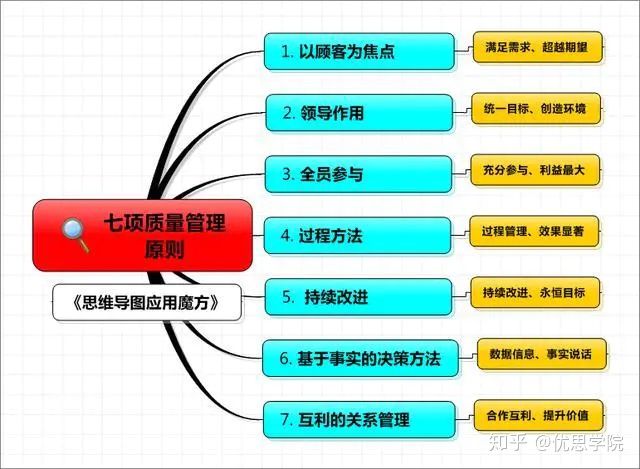 1. 以顾客为焦点
满足需求、超越期望
2. 领导作用
统一目标、创造环境
3. 全员参与
充分参与、利益最大
七项质量管理
原则
4. 过程方法
过程管理、效果显著
《思维导图应用魔方》
5. 持续改进
持续改进、永恒目标
6. 基于事实的决策方法
数据信息、事实说话
7. 互利的关系管理
合作互利、提升价值
知乎 @优思学院